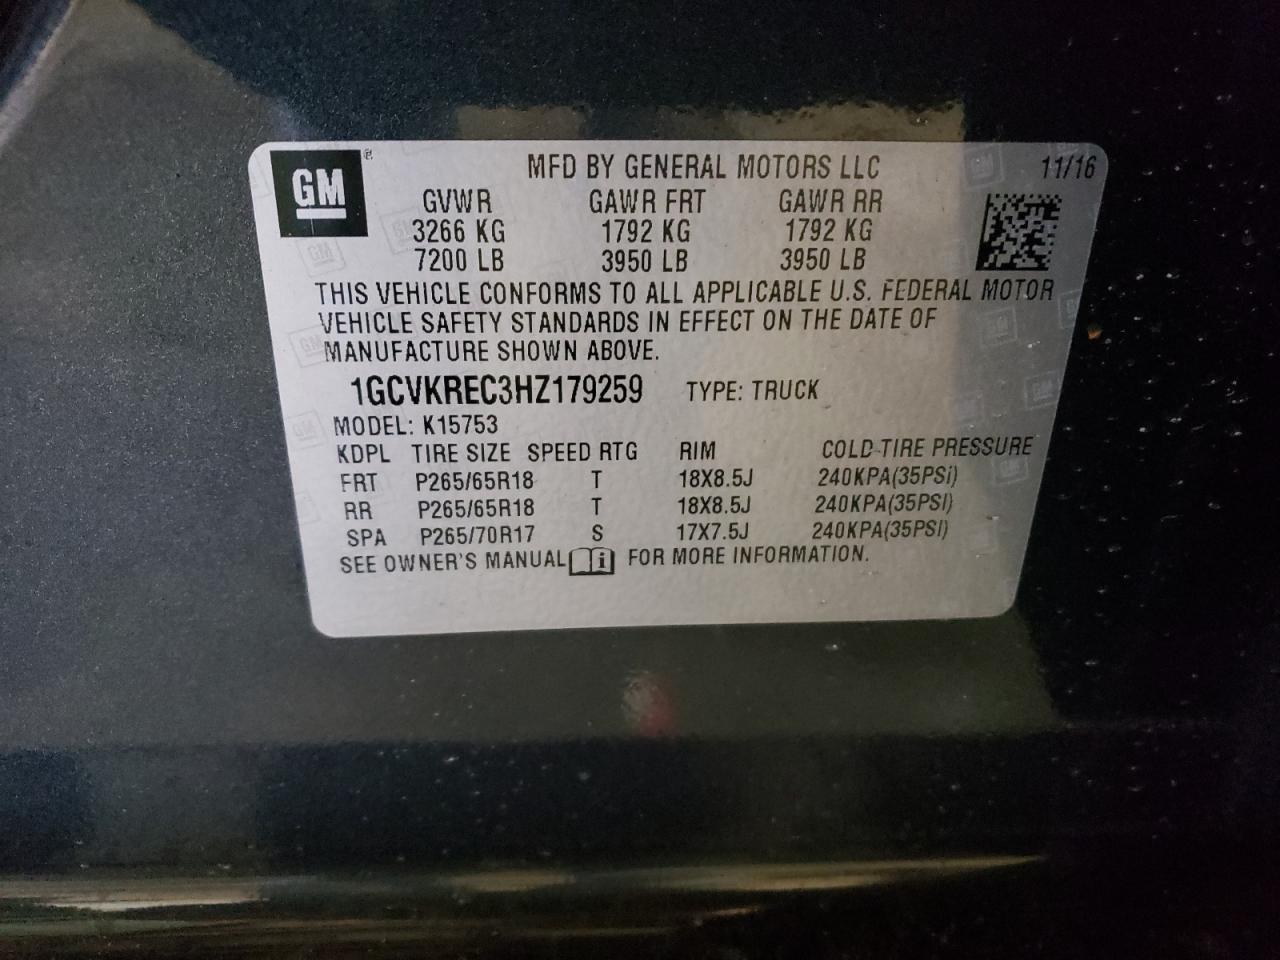 GM
MFD BY GENERAL MOTORS LLC 11/16
GVWR GAWR FRT GAWR RR
3266 KG 1792 KG 1792 KG
7200 LB 3950 LB 3950 LB
THIS VEHICLE CONFORMS TO ALL APPLICABLE U.S. FEDERAL MOTOR
VEHICLE SAFETY STANDARDS IN EFFECT ON THE DATE OF
MANUFACTURE SHOWN ABOVE.
1GCVKREC3HZ179259 TYPE: TRUCK
MODEL: K15753
KDPL TIRE SIZE SPEED RTG RIM COLD TIRE PRESSURE
FRT P265/65R18 T 18X8.5J 240KPA(35PSI)
RR P265/65R18 T 18X8.5J 240KPA(35PSI)
SPA P265/70R17 S 17X7.5J 240KPA(35PSI)
SEE OWNER'S MANUAL i FOR MORE INFORMATION.